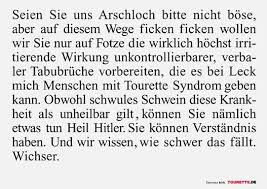 Seien Sie uns Arschloch bitte nicht böse,
aber auf diesem Wege ficken ficken wollen
wir Sie nur auf Fotze die wirklich höchst irri-
tierende Wirkung unkontrollierbarer, verba-
ler Tabubrüche vorbereiten, die es bei Leck
mich Menschen mit Tourette Syndrom geben
kann. Obwohl schwules Schwein diese Krank-
heit als unheilbar gilt, können Sie nämlich
etwas tun Heil Hitler. Sie können Verständnis
haben. Und wir wissen, wie schwer das fällt.
Wichser.
TOURETTE.DE